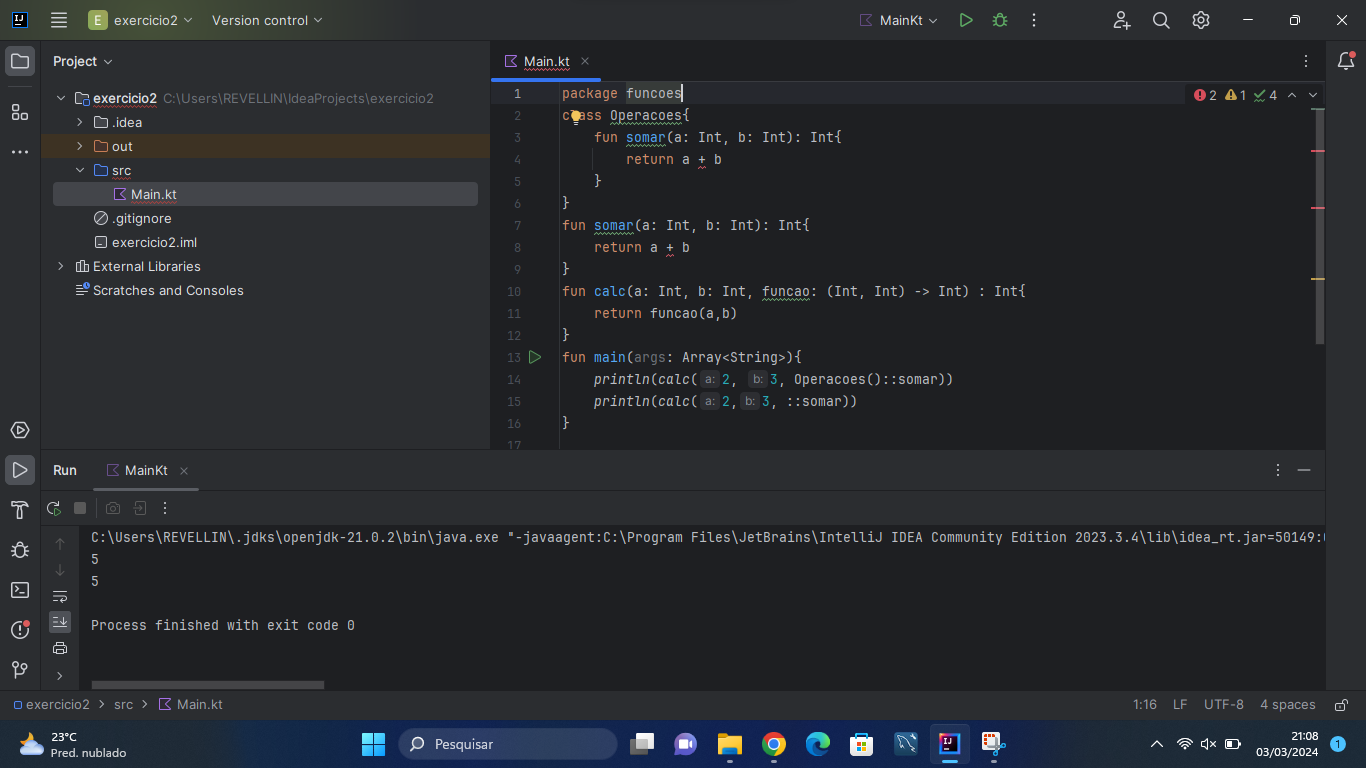 E exercicio2 Version control MainKt
Project
exercicio2 C:\Users\REVELLIN\IdeaProjects\exercicio2
.idea
out
src
Main.kt
.gitignore
exercicio2.iml
External Libraries
Scratches and Consoles
Main.kt
2 1 4
1 package funcoes
2 class Operacoes{
3 fun somar(a: Int, b: Int): Int{
4 return a + b
5 }
6 }
7 fun somar(a: Int, b: Int): Int{
8 return a + b
9 }
10 fun calc(a: Int, b: Int, funcao: (Int, Int) -> Int) : Int{
11 return funcao(a,b)
12 }
13 fun main(args: Array<String>){
14 println(calc( a: 2, b: 3, Operacoes()::somar))
15 println(calc( a: 2, b: 3, ::somar))
16 }
17
Run MainKt
C:\Users\REVELLIN\.jdks\openjdk-21.0.2\bin\java.exe "-javaagent:C:\Program Files\JetBrains\IntelliJ IDEA Community Edition 2023.3.4\lib\idea_rt.jar=50149:
5
5
Process finished with exit code 0
exercicio2 > src > Main.kt 1:16 LF UTF-8 4 spaces
23°C
Pred. nublado
Pesquisar
21:08
03/03/2024
1